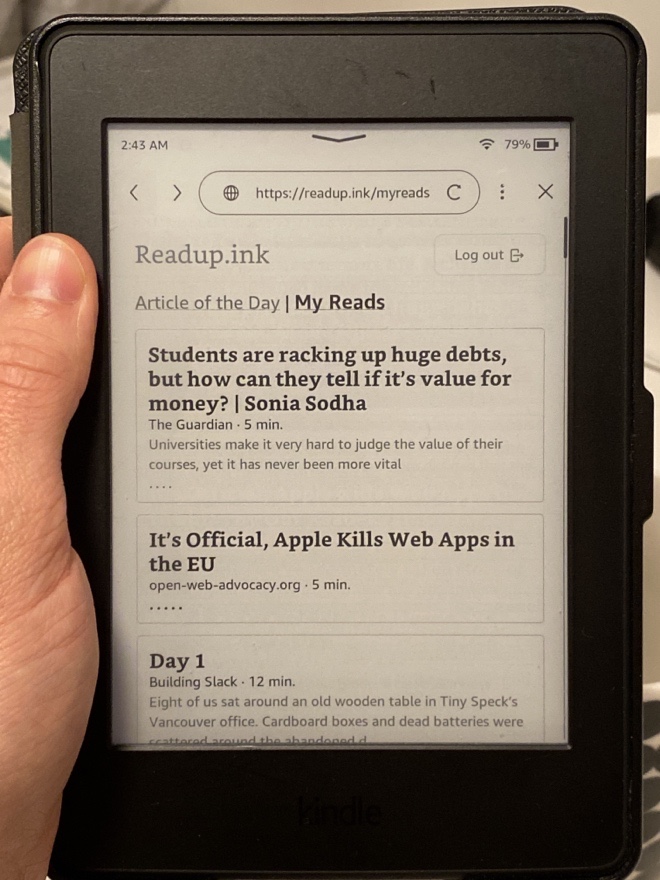 2:43 AM 79%
https://readup.ink/myreads
Readup.ink
Log out
Article of the Day | My Reads
Students are racking up huge debts,
but how can they tell if it's value for
money? | Sonia Sodha
The Guardian · 5 min.
Universities make it very hard to judge the value of their
courses, yet it has never been more vital
....
It's Official, Apple Kills Web Apps in
the EU
open-web-advocacy.org · 5 min.
.....
Day 1
Building Slack · 12 min.
Eight of us sat around an old wooden table in Tiny Speck's
Vancouver office. Cardboard boxes and dead batteries were
scattered around the abandoned d
kindle